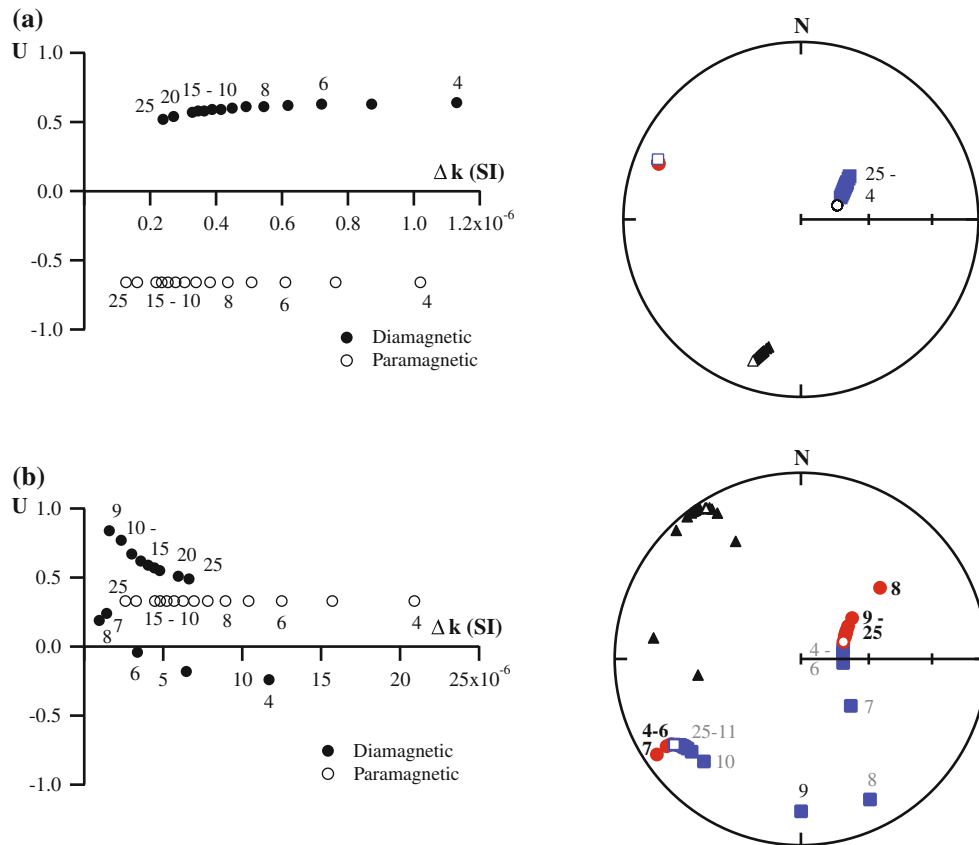 (a)
U
1.0
0.5
0.0
-0.5
-1.0
25 20 15 - 10 8 6 4
Δ k (SI)
0.2 0.4 0.6 0.8 1.0 1.2x10-6
25 15 - 10 8 6 4
Diamagnetic
Paramagnetic
N
25 -
4
(b)
U
1.0
0.5
0.0
-0.5
-1.0
9
10 -
15
20
25
25
7
8
15 - 10 8 6 4
Δ k (SI)
6
5 10 15 20 25x10-6
4
Diamagnetic
Paramagnetic
N
8
9 -
25
4 -
6
7
4-6
7
25-11
10
9
8